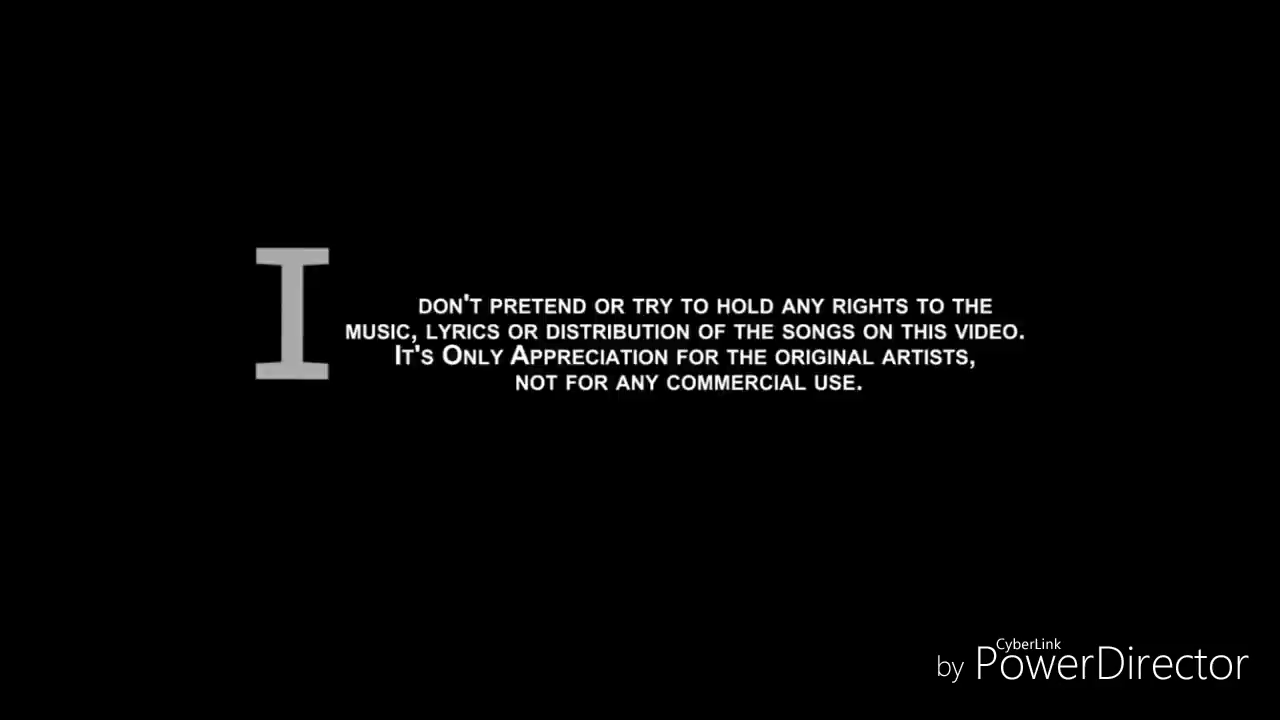 I DON'T PRETEND OR TRY TO HOLD ANY RIGHTS TO THE
MUSIC, LYRICS OR DISTRIBUTION OF THE SONGS ON THIS VIDEO.
IT'S ONLY APPRECIATION FOR THE ORIGINAL ARTISTS,
NOT FOR ANY COMMERCIAL USE.
CyberLink
by PowerDirector